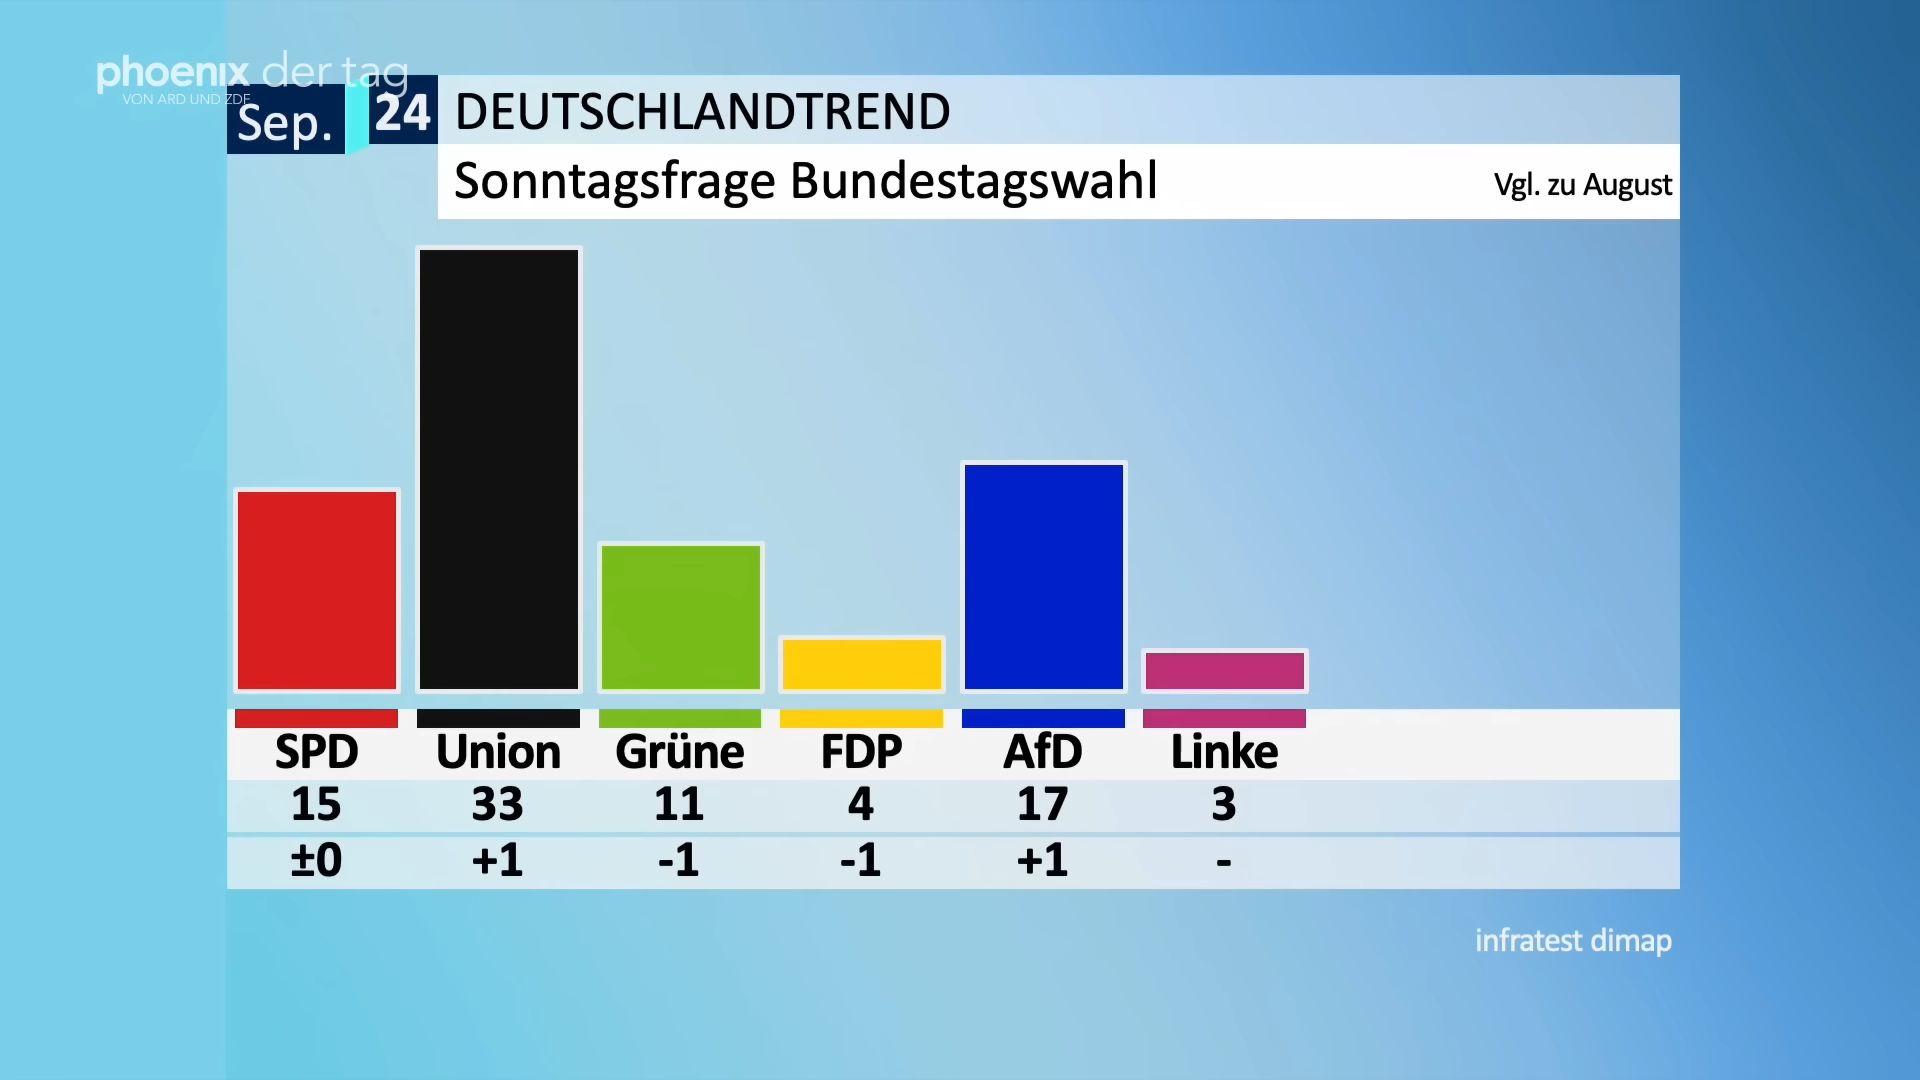 phoenix der tag
VON ARD UND ZDF
Sep. 24 DEUTSCHLANDTREND
Sonntagsfrage Bundestagswahl Vgl. zu August
SPD Union Grüne FDP AfD Linke
15 33 11 4 17 3
±0 +1 -1 -1 +1 -
infratest dimap